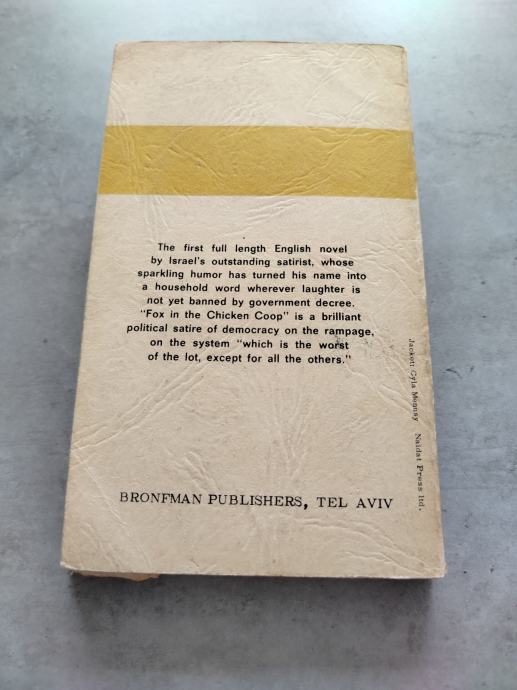 The first full length English novel
by Israel's outstanding satirist, whose
sparkling humor has turned his name into
a household word wherever laughter is
not yet banned by government decree.
"Fox in the Chicken Coop" is a brilliant
political satire of democracy on the rampage,
on the system "which is the worst
of the lot, except for all the others."
BRONFMAN PUBLISHERS, TEL AVIV
Jacket: Gyla Naidat Press ltd.